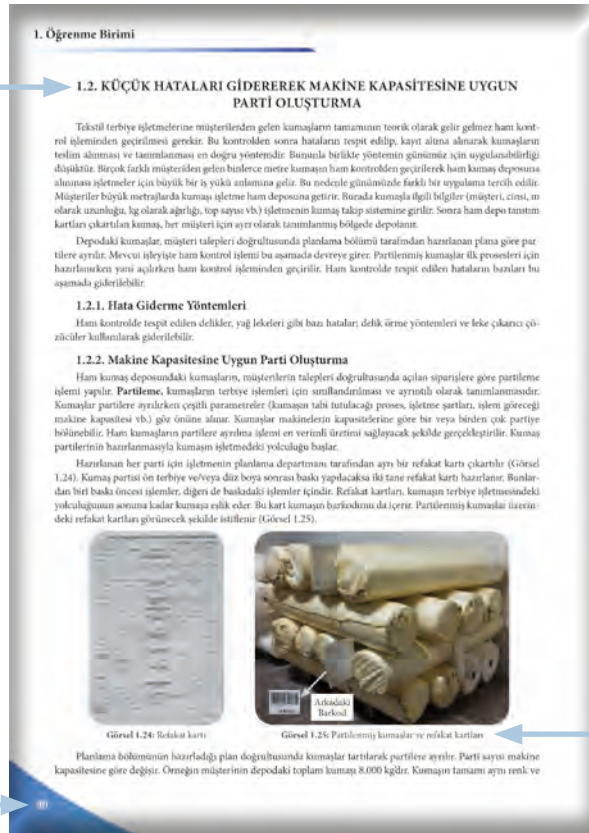 1. Öğrenme Birimi
1.2. KÜÇÜK HATALARI GİDEREREK MAKİNE KAPASİTESİNE UYGUN
PARTİ OLUŞTURMA
Tekstil terbiye işletmelerine müşterilerden gelen kumaşların tamamının teorik olarak gelir gelmez ham kont-
rol işleminden geçirilmesi gerekir. Bu kontrolden sonra hataların tespit edilip, kayıt altına alınarak kumaşların
teslim alınması ve tanımlanması en doğru yöntemdir. Bununla birlikte yöntemin günümüz için uygulanabilirliği
düşüktür. Birçok farklı müşteriden gelen binlerce metre kumaşın ham kontrolden geçirilerek ham kumaş deposuna
alınması işletmeler için büyük bir iş yükü anlamına gelir. Bu nedenle günümüzde farklı bir uygulama tercih edilir.
Müşteriler büyük metrajlarda kumaşı işletme ham deposuna getirir. Burada kumaşla ilgili bilgiler (müşteri, cinsi, m
olarak uzunluğu, kg olarak ağırlığı, top sayısı vb.) işletmenin kumaş takip sistemine girilir. Sonra ham depo tanıtım
kartları çıkartılan kumaş, her müşteri için ayrı olarak tanımlanmış bölgede depolanır.
Depodaki kumaşlar, müşteri talepleri doğrultusunda planlama bölümü tarafından hazırlanan plana göre par-
tilere ayrılır. Mevcut işleyişte ham kontrol işlemi bu aşamada devreye girer. Partilenmiş kumaşlar ilk prosesleri için
hazırlanırken yani açılırken ham kontrol işleminden geçirilir. Ham kontrolde tespit edilen hataların bazıları bu
aşamada giderilebilir.
1.2.1. Hata Giderme Yöntemleri
Ham kontrolde tespit edilen delikler, yağ lekeleri gibi bazı hatalar; delik örme yöntemleri ve leke çıkarıcı çö-
zücüler kullanılarak giderilebilir.
1.2.2. Makine Kapasitesine Uygun Parti Oluşturma
Ham kumaş deposundaki kumaşların, müşterilerin talepleri doğrultusunda açılan siparişlere göre partileme
işlemi yapılır. Partileme, kumaşların terbiye işlemleri için sınıflandırılması ve ayrıntılı olarak tanımlanmasıdır.
Kumaşlar partilere ayrılırken çeşitli parametreler (kumaşın tabi tutulacağı proses, işletme şartları, işlem göreceği
makine kapasitesi vb.) göz önüne alınır. Kumaşlar makinelerin kapasitelerine göre bir veya birden çok partiye
bölünebilir. Ham kumaşların partilere ayrılma işlemi en verimli üretimi sağlayacak şekilde gerçekleştirilir. Kumaş
partilerinin hazırlanmasıyla kumaşın işletmedeki yolculuğu başlar.
Hazırlanan her parti için işletmenin planlama departmanı tarafından ayrı bir refakat kartı çıkartılır (Görsel
1.24). Kumaş partisi ön terbiye ve/veya düz boya sonrası baskı yapılacaksa iki tane refakat kartı hazırlanır. Bunlar-
dan biri baskı öncesi işlemler, diğeri de baskıdaki işlemler içindir. Refakat kartları, kumaşın terbiye işletmesindeki
yolculuğunun sonuna kadar kumaşa eşlik eder. Bu kart kumaşın barkodunu da içerir. Partilenmiş kumaşlar üzerin-
deki refakat kartları görünecek şekilde istiflenir (Görsel 1.25).
Arkadaki
Barkod
Görsel 1.24: Refakat kartı
Görsel 1.25: Partilenmiş kumaşlar ve refakat kartları
Planlama bölümünün hazırladığı plan doğrultusunda kumaşlar tartılarak partilere ayrılır. Parti sayısı makine
kapasitesine göre değişir. Örneğin müşterinin depodaki toplam kumaşı 8.000 kg'dır. Kumaşın tamamı aynı renk ve